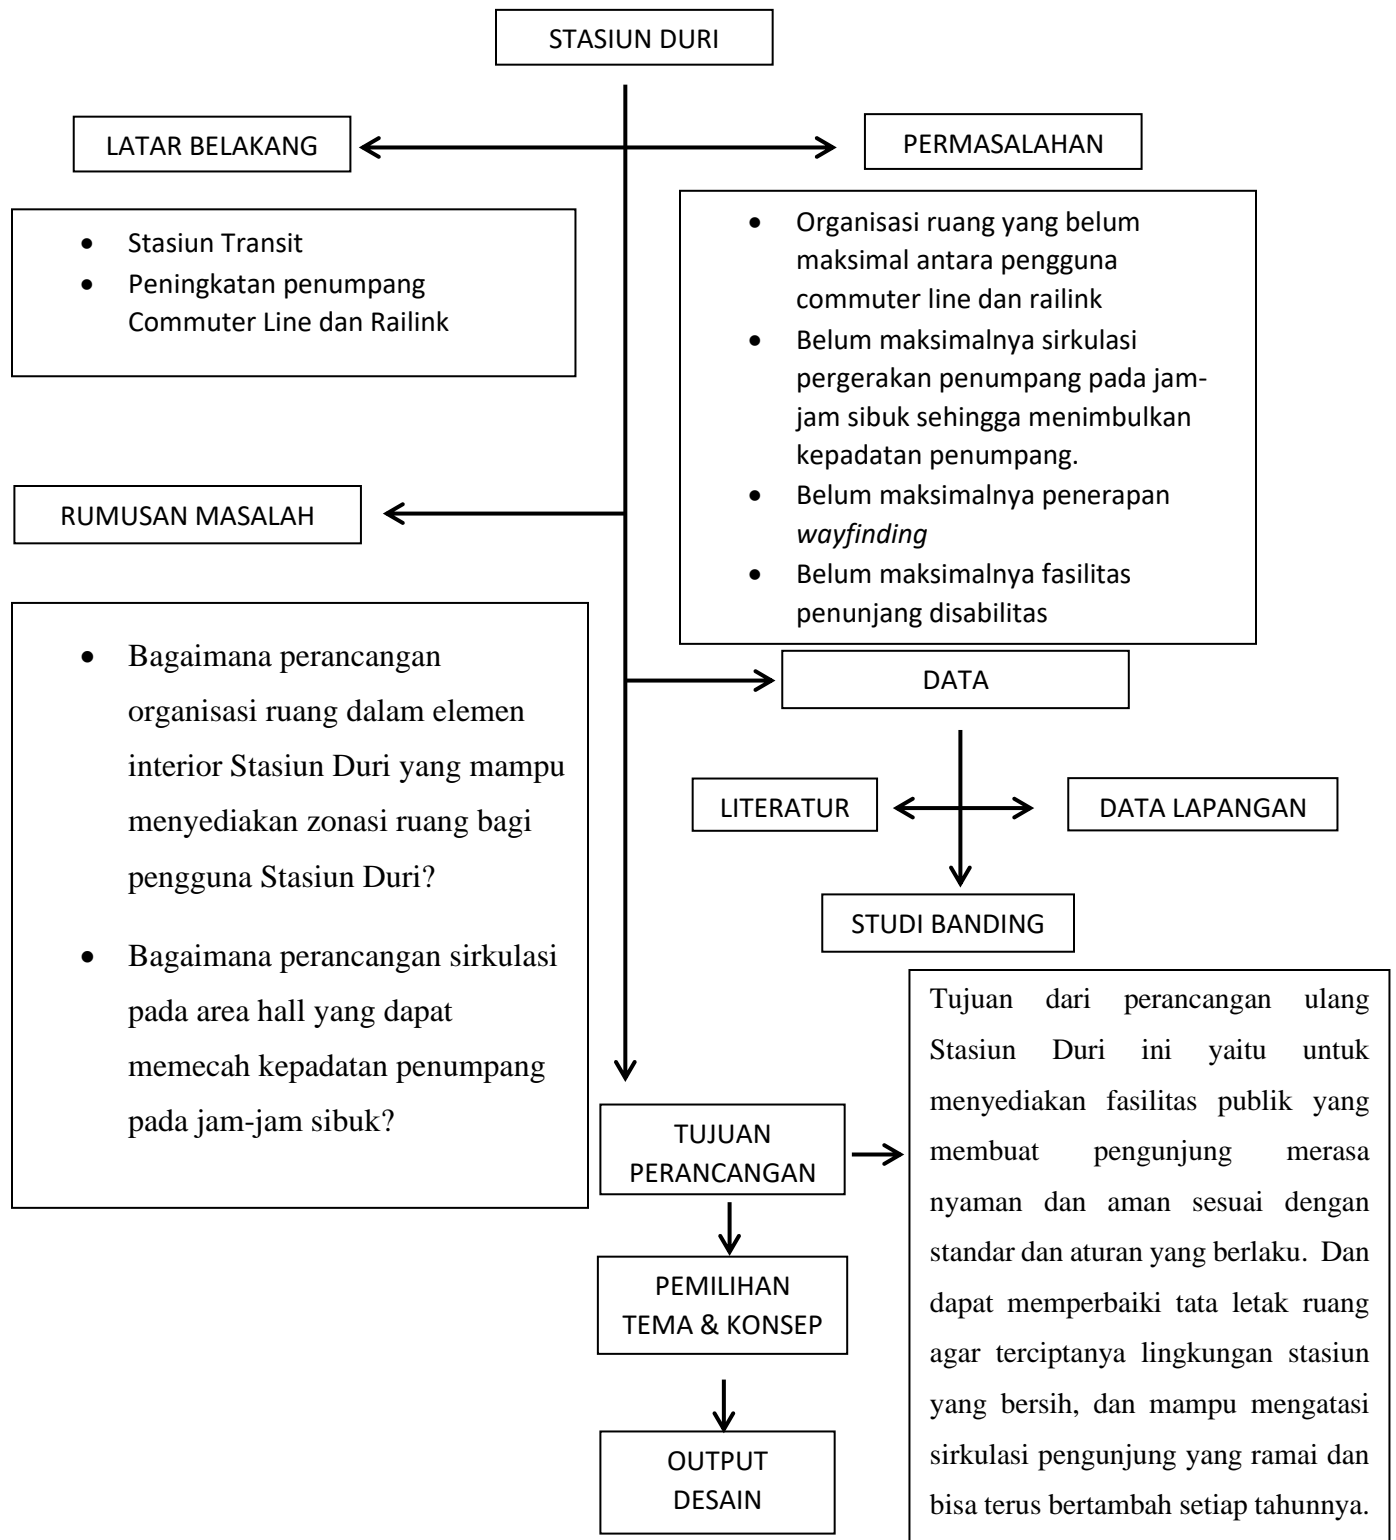 STASIUN DURI
LATAR BELAKANG
PERMASALAHAN
• Stasiun Transit
• Peningkatan penumpang
Commuter Line dan Railink
• Organisasi ruang yang belum
maksimal antara pengguna
commuter line dan railink
• Belum maksimalnya sirkulasi
pergerakan penumpang pada jam-
jam sibuk sehingga menimbulkan
kepadatan penumpang.
• Belum maksimalnya penerapan
wayfinding
• Belum maksimalnya fasilitas
penunjang disabilitas
RUMUSAN MASALAH
• Bagaimana perancangan
organisasi ruang dalam elemen
interior Stasiun Duri yang mampu
menyediakan zonasi ruang bagi
pengguna Stasiun Duri?
• Bagaimana perancangan sirkulasi
pada area hall yang dapat
memecah kepadatan penumpang
pada jam-jam sibuk?
DATA
LITERATUR
DATA LAPANGAN
STUDI BANDING
TUJUAN
PERANCANGAN
Tujuan dari perancangan ulang
Stasiun Duri ini yaitu untuk
menyediakan fasilitas publik yang
membuat pengunjung merasa
nyaman dan aman sesuai dengan
standar dan aturan yang berlaku. Dan
dapat memperbaiki tata letak ruang
agar terciptanya lingkungan stasiun
yang bersih, dan mampu mengatasi
sirkulasi pengunjung yang ramai dan
bisa terus bertambah setiap tahunnya.
PEMILIHAN
TEMA & KONSEP
OUTPUT
DESAIN